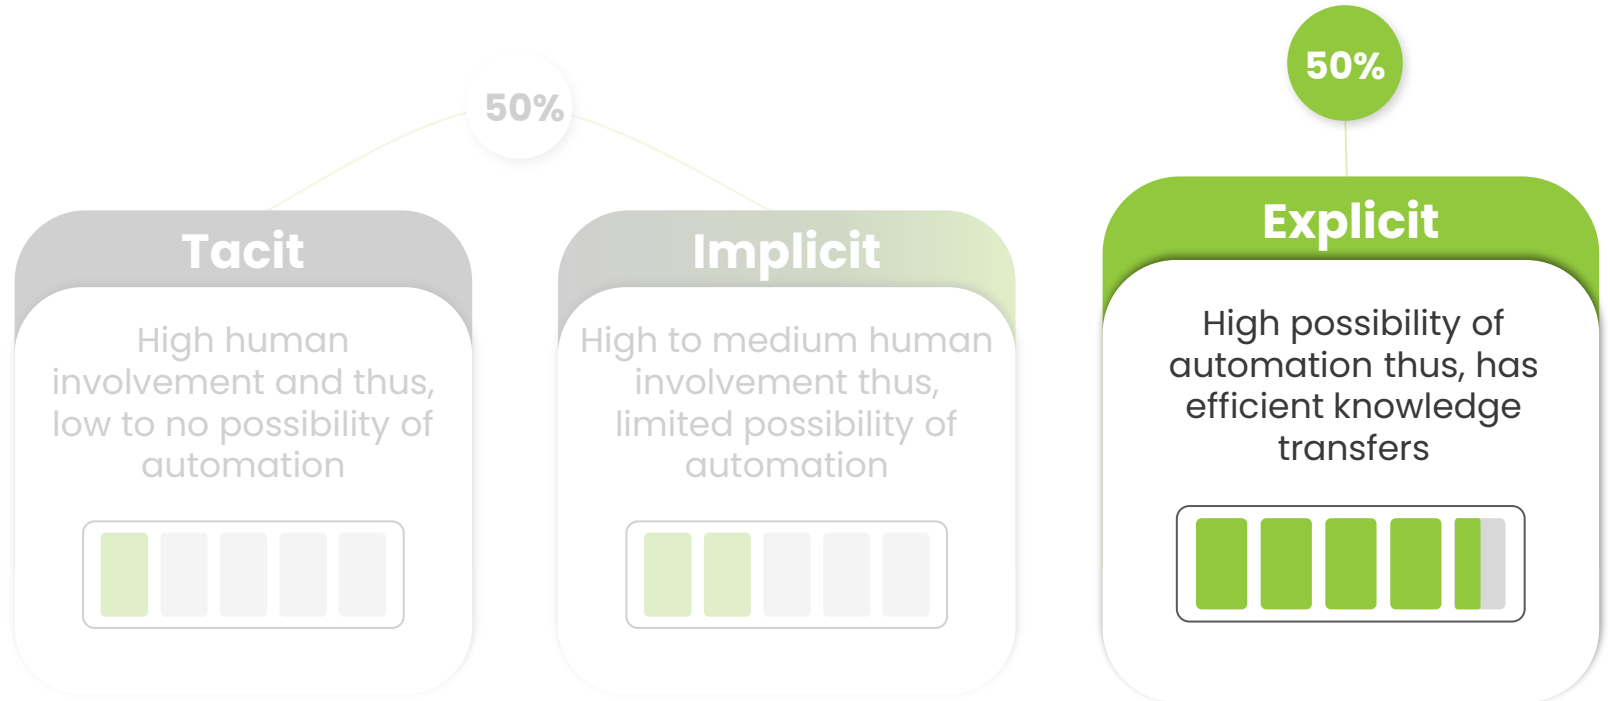 50%
50%
Tacit
High human
involvement and thus,
low to no possibility of
automation
Implicit
High to medium human
involvement thus,
limited possibility of
automation
Explicit
High possibility of
automation thus, has
efficient knowledge
transfers